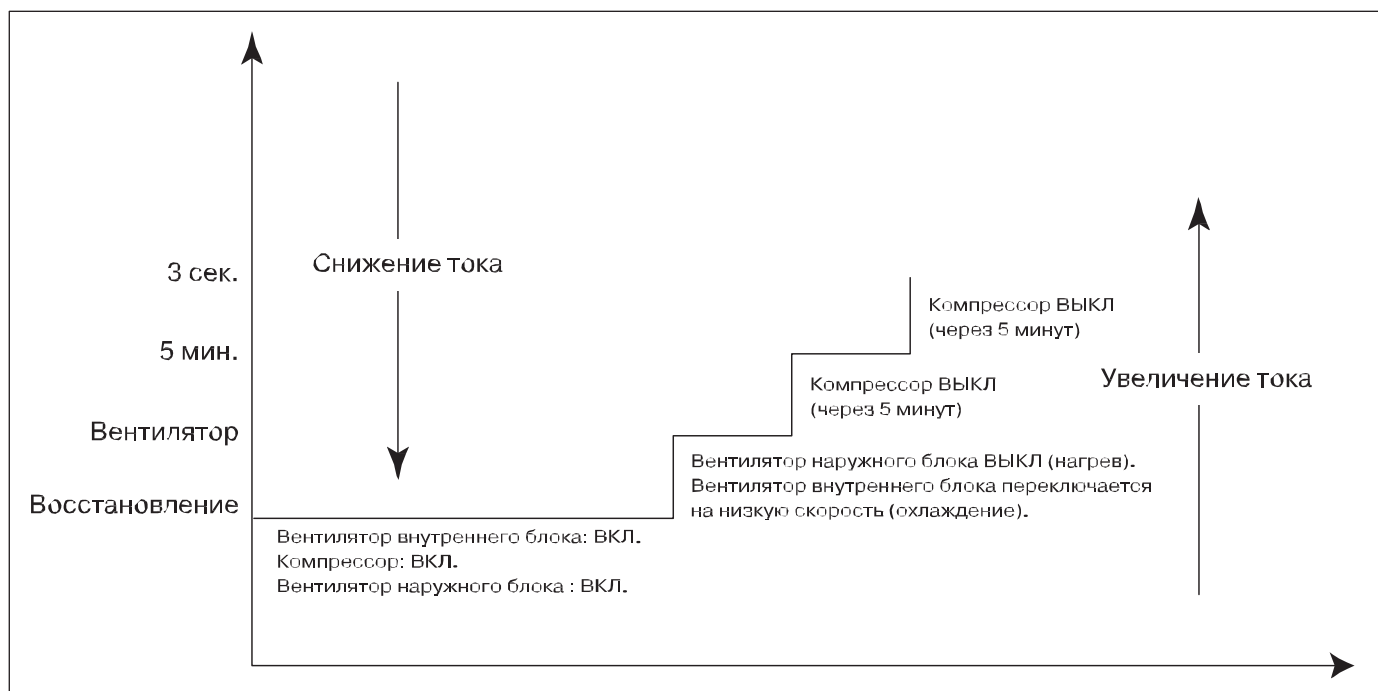 Снижение тока
3 сек.
Компрессор ВЫКЛ
(через 5 минут)
5 мин.
Компрессор ВЫКЛ
(через 5 минут)
Увеличение тока
Вентилятор
Вентилятор наружного блока ВЫКЛ (нагрев).
Вентилятор внутреннего блока переключается
на низкую скорость (охлаждение).
Восстановление
Вентилятор внутреннего блока: ВКЛ.
Компрессор: ВКЛ.
Вентилятор наружного блока : ВКЛ.